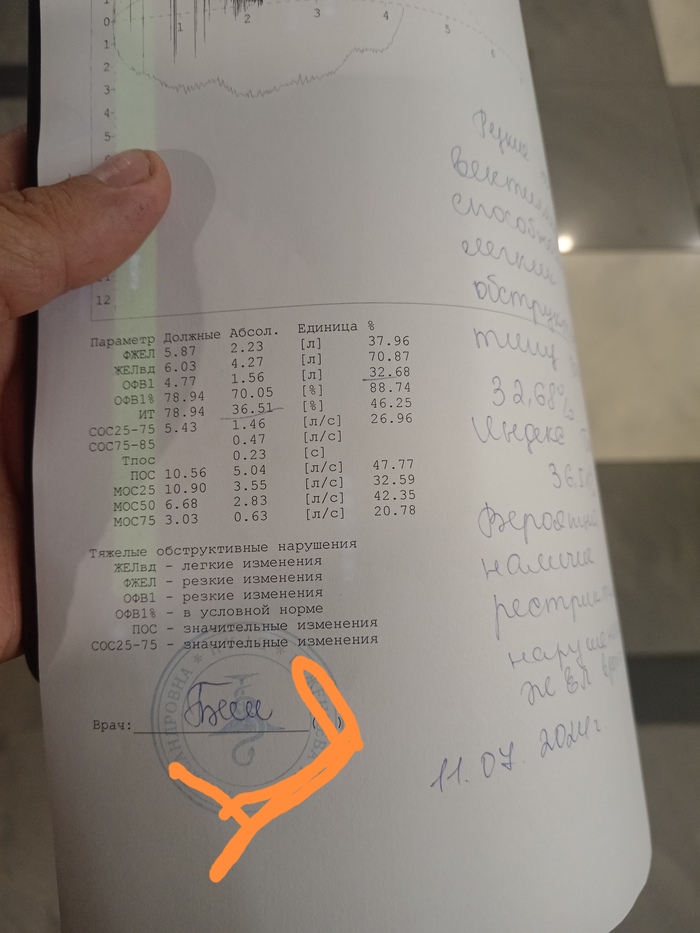 0
1
2
3
4
5
1
2
3
4
5
6
12
Параметр Должные Абсол. Единица %
ФЖЕЛ 5.87 2.23 [л] 37.96
ЖЕЛвд 6.03 4.27 [л] 70.87
ОФВ1 4.77 1.56 [л] 32.68
ОФВ1% 78.94 70.05 [%] 88.74
ИТ 78.94 36.51 [%] 46.25
СОС25-75 5.43 1.46 [л/с] 26.96
СОС75-85 0.47 [л/с]
Тпос 0.23 [с]
ПОС 10.56 5.04 [л/с] 47.77
МОС25 10.90 3.55 [л/с] 32.59
МОС50 6.68 2.83 [л/с] 42.35
МОС75 3.03 0.63 [л/с] 20.78
Тяжелые обструктивные нарушения
ЖЕЛвд - легкие изменения
ФЖЕЛ - резкие изменения
ОФВ1 - резкие изменения
ОФВ1% - в условной норме
ПОС - значительные изменения
СОС25-75 - значительные изменения
Врач:
АНДРОВНА
легких
типу
32,68%
Индекс
Вероятно
наличие
11.07.2024г